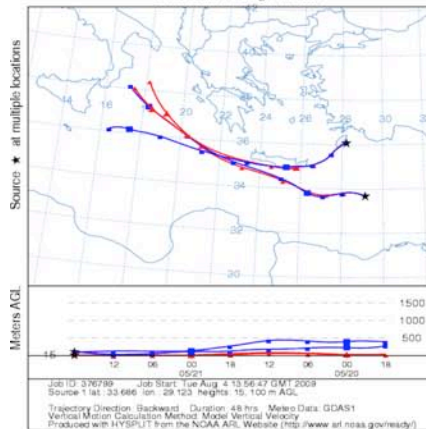 Source ★ at multiple locations
14
16
18
20
22
24
26
28
30
36
34
32
30
Meters AGL
1500
1000
500
15
18 12 06 00 18 12 06 00 18
05/21 05/20
Job ID: 376799 Job Start: Tue Aug 4 13:56:47 GMT 2009
Source 1 lat.: 33.686 lon.: 29.123 heights: 15, 100 m AGL
Trajectory Direction: Backward Duration: 48 hrs Meteo Data: GDAS1
Vertical Motion Calculation Method: Model Vertical Velocity
Produced with HYSPLIT from the NOAA ARL Website (http://www.arl.noaa.gov/ready/)